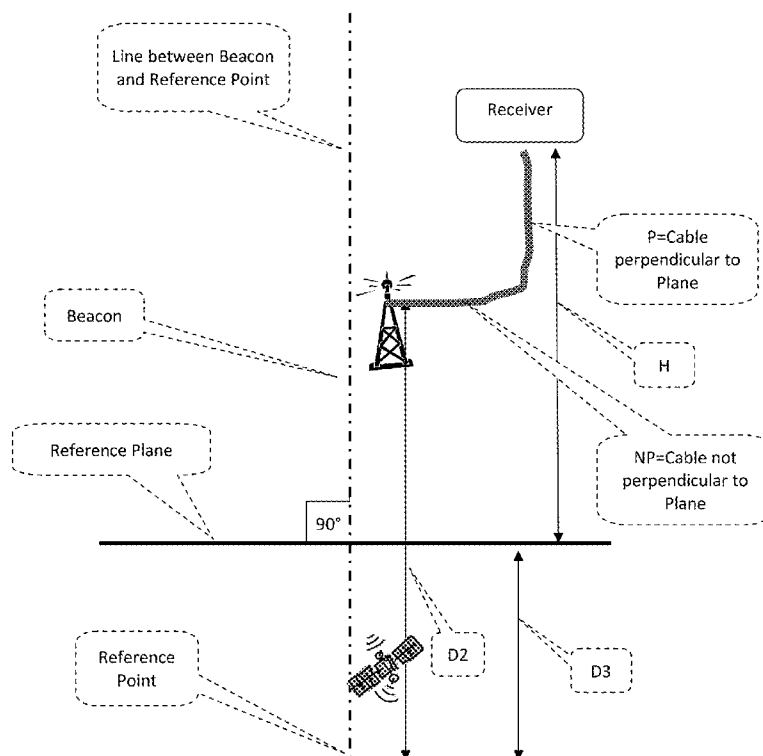 Line between Beacon
and Reference Point
Receiver
P=Cable
perpendicular to
Plane
Beacon
H
Reference Plane
NP=Cable not
perpendicular to
Plane
90°
D2
D3
Reference
Point